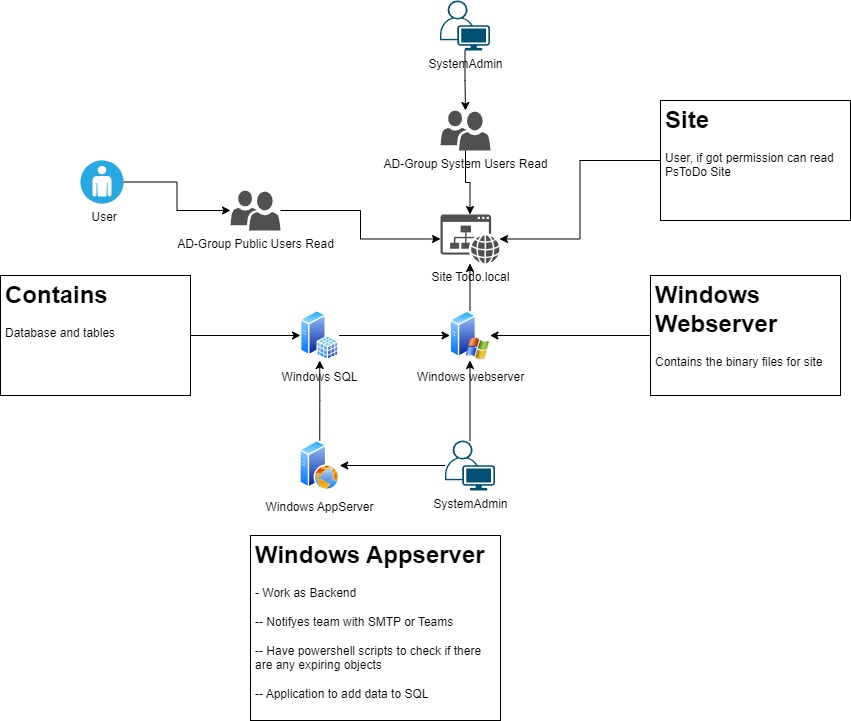 SystemAdmin
AD-Group System Users Read
Site
User, if got permission can read
PsToDo Site
User
AD-Group Public Users Read
Site Todo.local
Contains
Database and tables
Windows
Webserver
Contains the binary files for site
Windows SQL
Windows webserver
Windows AppServer
SystemAdmin
Windows Appserver
- Work as Backend
-- Notifyes team with SMTP or Teams
-- Have powershell scripts to check if there
are any expiring objects
-- Application to add data to SQL